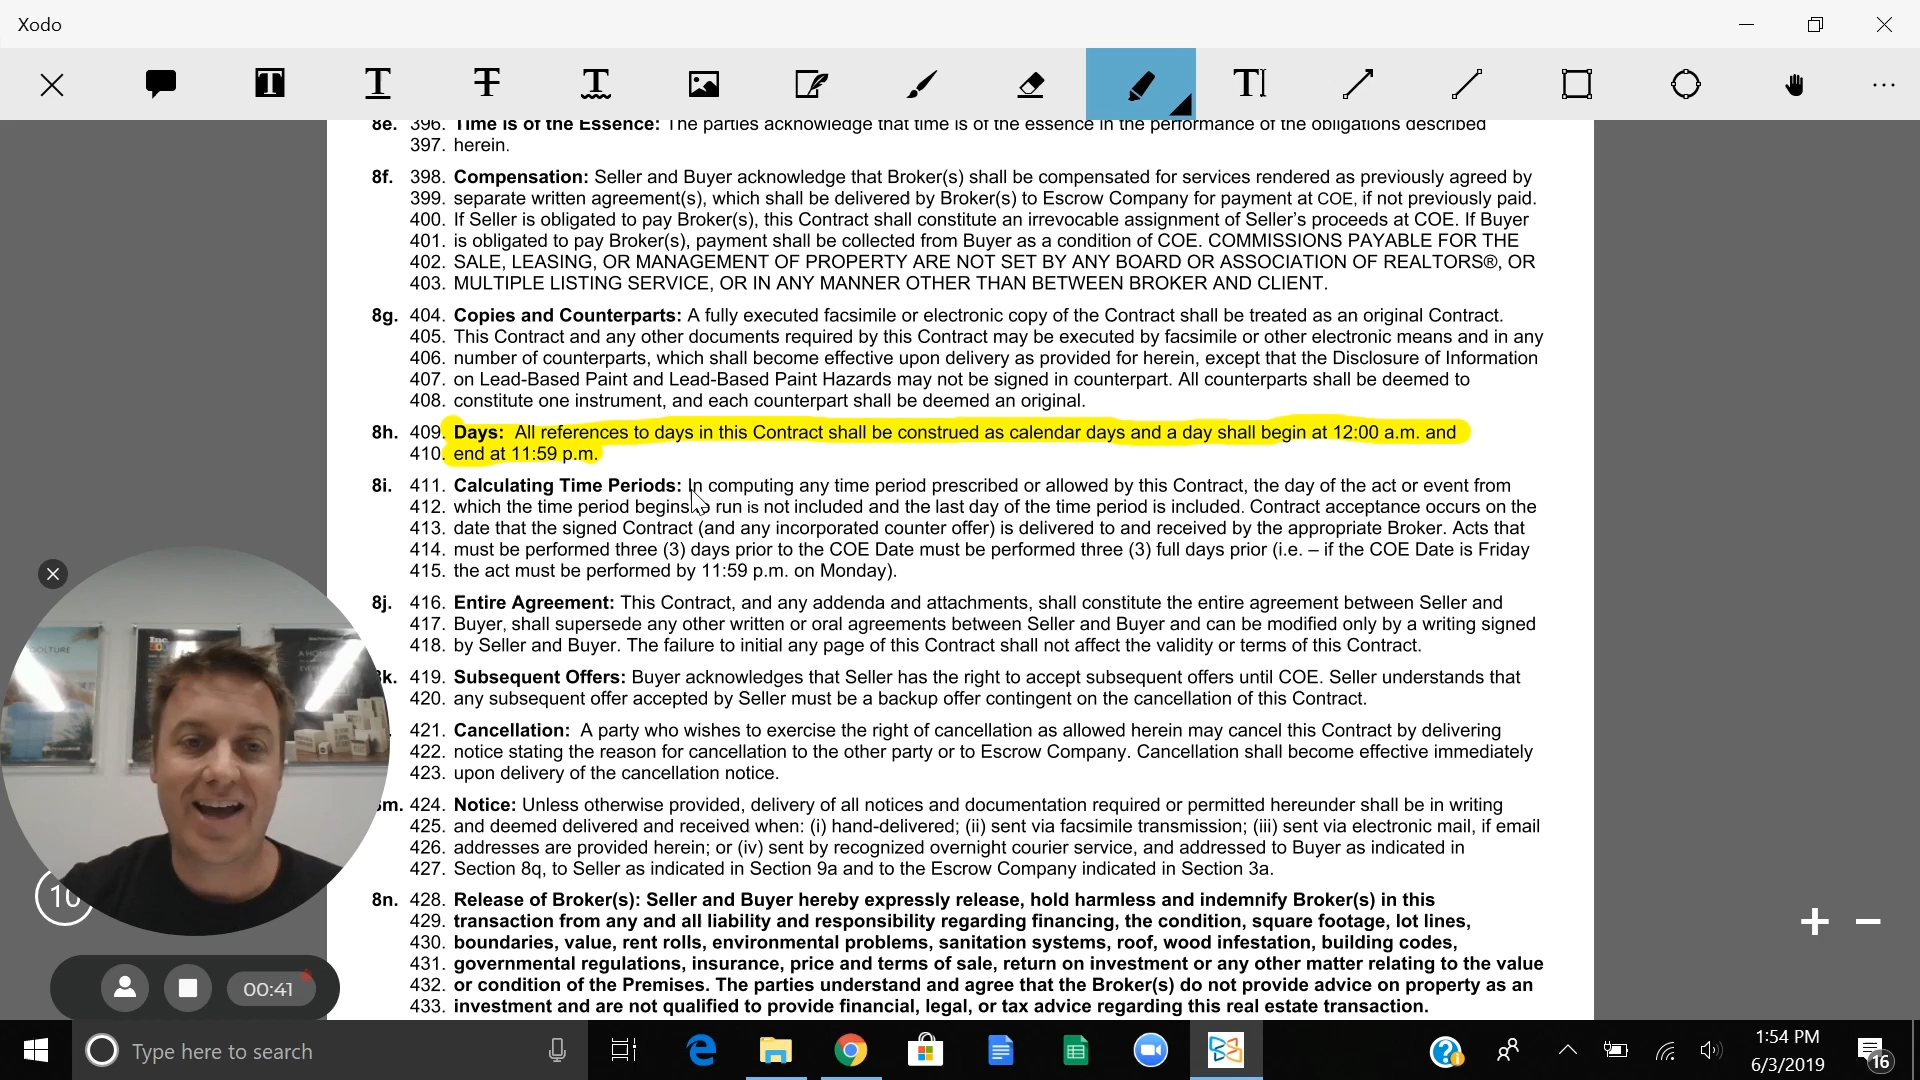 Xodo
8e. 396. Time is of the Essence: The parties acknowledge that time is of the essence in the performance of the obligations described
397. herein.
8f. 398. Compensation: Seller and Buyer acknowledge that Broker(s) shall be compensated for services rendered as previously agreed by
399. separate written agreement(s), which shall be delivered by Broker(s) to Escrow Company for payment at COE, if not previously paid.
400. If Seller is obligated to pay Broker(s), this Contract shall constitute an irrevocable assignment of Seller's proceeds at COE. If Buyer
401. is obligated to pay Broker(s), payment shall be collected from Buyer as a condition of COE. COMMISSIONS PAYABLE FOR THE
402. SALE, LEASING, OR MANAGEMENT OF PROPERTY ARE NOT SET BY ANY BOARD OR ASSOCIATION OF REALTORS®, OR
403. MULTIPLE LISTING SERVICE, OR IN ANY MANNER OTHER THAN BETWEEN BROKER AND CLIENT.
8g. 404. Copies and Counterparts: A fully executed facsimile or electronic copy of the Contract shall be treated as an original Contract.
405. This Contract and any other documents required by this Contract may be executed by facsimile or other electronic means and in any
406. number of counterparts, which shall become effective upon delivery as provided for herein, except that the Disclosure of Information
407. on Lead-Based Paint and Lead-Based Paint Hazards may not be signed in counterpart. All counterparts shall be deemed to
408. constitute one instrument, and each counterpart shall be deemed an original.
8h. 409. Days: All references to days in this Contract shall be construed as calendar days and a day shall begin at 12:00 a.m. and
410. end at 11:59 p.m.
8i. 411. Calculating Time Periods: In computing any time period prescribed or allowed by this Contract, the day of the act or event from
412. which the time period begins run is not included and the last day of the time period is included. Contract acceptance occurs on the
413. date that the signed Contract (and any incorporated counter offer) is delivered to and received by the appropriate Broker. Acts that
414. must be performed three (3) days prior to the COE Date must be performed three (3) full days prior (i.e. – if the COE Date is Friday
415. the act must be performed by 11:59 p.m. on Monday).
8j. 416. Entire Agreement: This Contract, and any addenda and attachments, shall constitute the entire agreement between Seller and
417. Buyer, shall supersede any other written or oral agreements between Seller and Buyer and can be modified only by a writing signed
418. by Seller and Buyer. The failure to initial any page of this Contract shall not affect the validity or terms of this Contract.
k. 419. Subsequent Offers: Buyer acknowledges that Seller has the right to accept subsequent offers until COE. Seller understands that
420. any subsequent offer accepted by Seller must be a backup offer contingent on the cancellation of this Contract.
421. Cancellation: A party who wishes to exercise the right of cancellation as allowed herein may cancel this Contract by delivering
422. notice stating the reason for cancellation to the other party or to Escrow Company. Cancellation shall become effective immediately
423. upon delivery of the cancellation notice.
m. 424. Notice: Unless otherwise provided, delivery of all notices and documentation required or permitted hereunder shall be in writing
425. and deemed delivered and received when: (i) hand-delivered; (ii) sent via facsimile transmission; (iii) sent via electronic mail, if email
426. addresses are provided herein; or (iv) sent by recognized overnight courier service, and addressed to Buyer as indicated in
427. Section 8q, to Seller as indicated in Section 9a and to the Escrow Company indicated in Section 3a.
8n. 428. Release of Broker(s): Seller and Buyer hereby expressly release, hold harmless and indemnify Broker(s) in this
429. transaction from any and all liability and responsibility regarding financing, the condition, square footage, lot lines,
430. boundaries, value, rent rolls, environmental problems, sanitation systems, roof, wood infestation, building codes,
431. governmental regulations, insurance, price and terms of sale, return on investment or any other matter relating to the value
432. or condition of the Premises. The parties understand and agree that the Broker(s) do not provide advice on property as an
433. investment and are not qualified to provide financial, legal, or tax advice regarding this real estate transaction.
Inc.
10
00:41
Type here to search
1:54 PM
6/3/2019
16